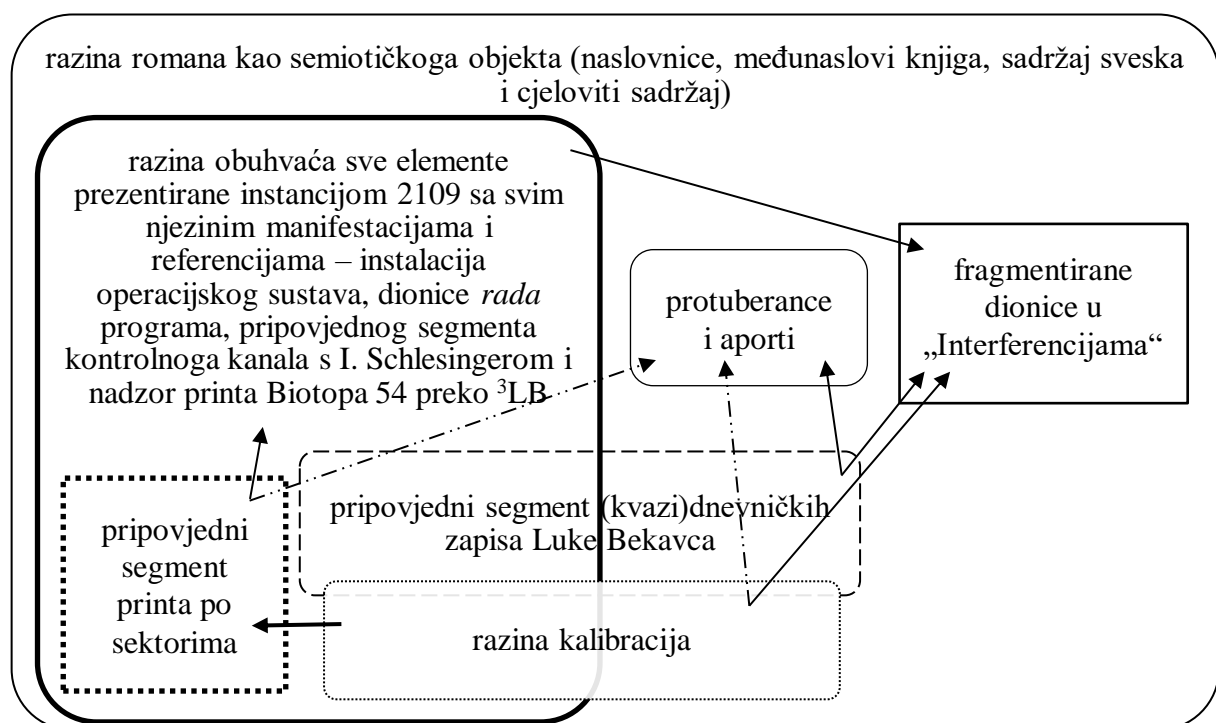 razina romana kao semiotičkoga objekta (naslovnice, međunaslovi knjiga, sadržaj sveska
i cjeloviti sadržaj)
razina obuhvaća sve elemente
prezentirane instancijom 2109 sa svim
njezinim manifestacijama i
referencijama – instalacija
operacijskog sustava, dionice rada
programa, pripovjednog segmenta
kontrolnoga kanala s I. Schlesingerom i
nadzor printa Biotopa 54 preko ³LB
protuberance
i aporti
fragmentirane
dionice u
„Interferencijama“
pripovjedni segment (kvazi)dnevničkih
zapisa Luke Bekavca
pripovjedni
segment
printa po
sektorima
razina kalibracija